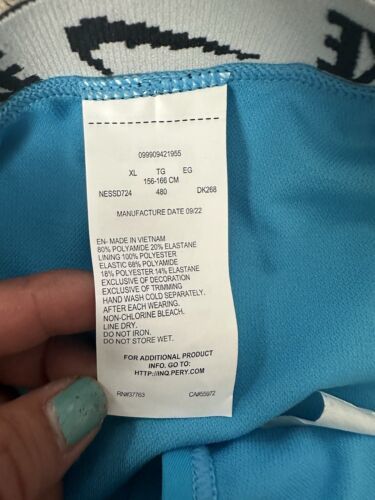 NIKE
099909421955
XL TG EG
156-166 CM
NESSD724 480 DK268
MANUFACTURE DATE 09/22
EN- MADE IN VIETNAM
80% POLYAMIDE 20% ELASTANE
LINING 100% POLYESTER
ELASTIC 68% POLYAMIDE
18% POLYESTER 14% ELASTANE
EXCLUSIVE OF DECORATION
EXCLUSIVE OF TRIMMING
HAND WASH COLD SEPARATELY.
AFTER EACH WEARING.
NON-CHLORINE BLEACH.
LINE DRY.
DO NOT IRON.
DO NOT STORE WET.
FOR ADDITIONAL PRODUCT
INFO. GO TO:
HTTP://INQ.PERY.COM
RN#37763 CA#55972